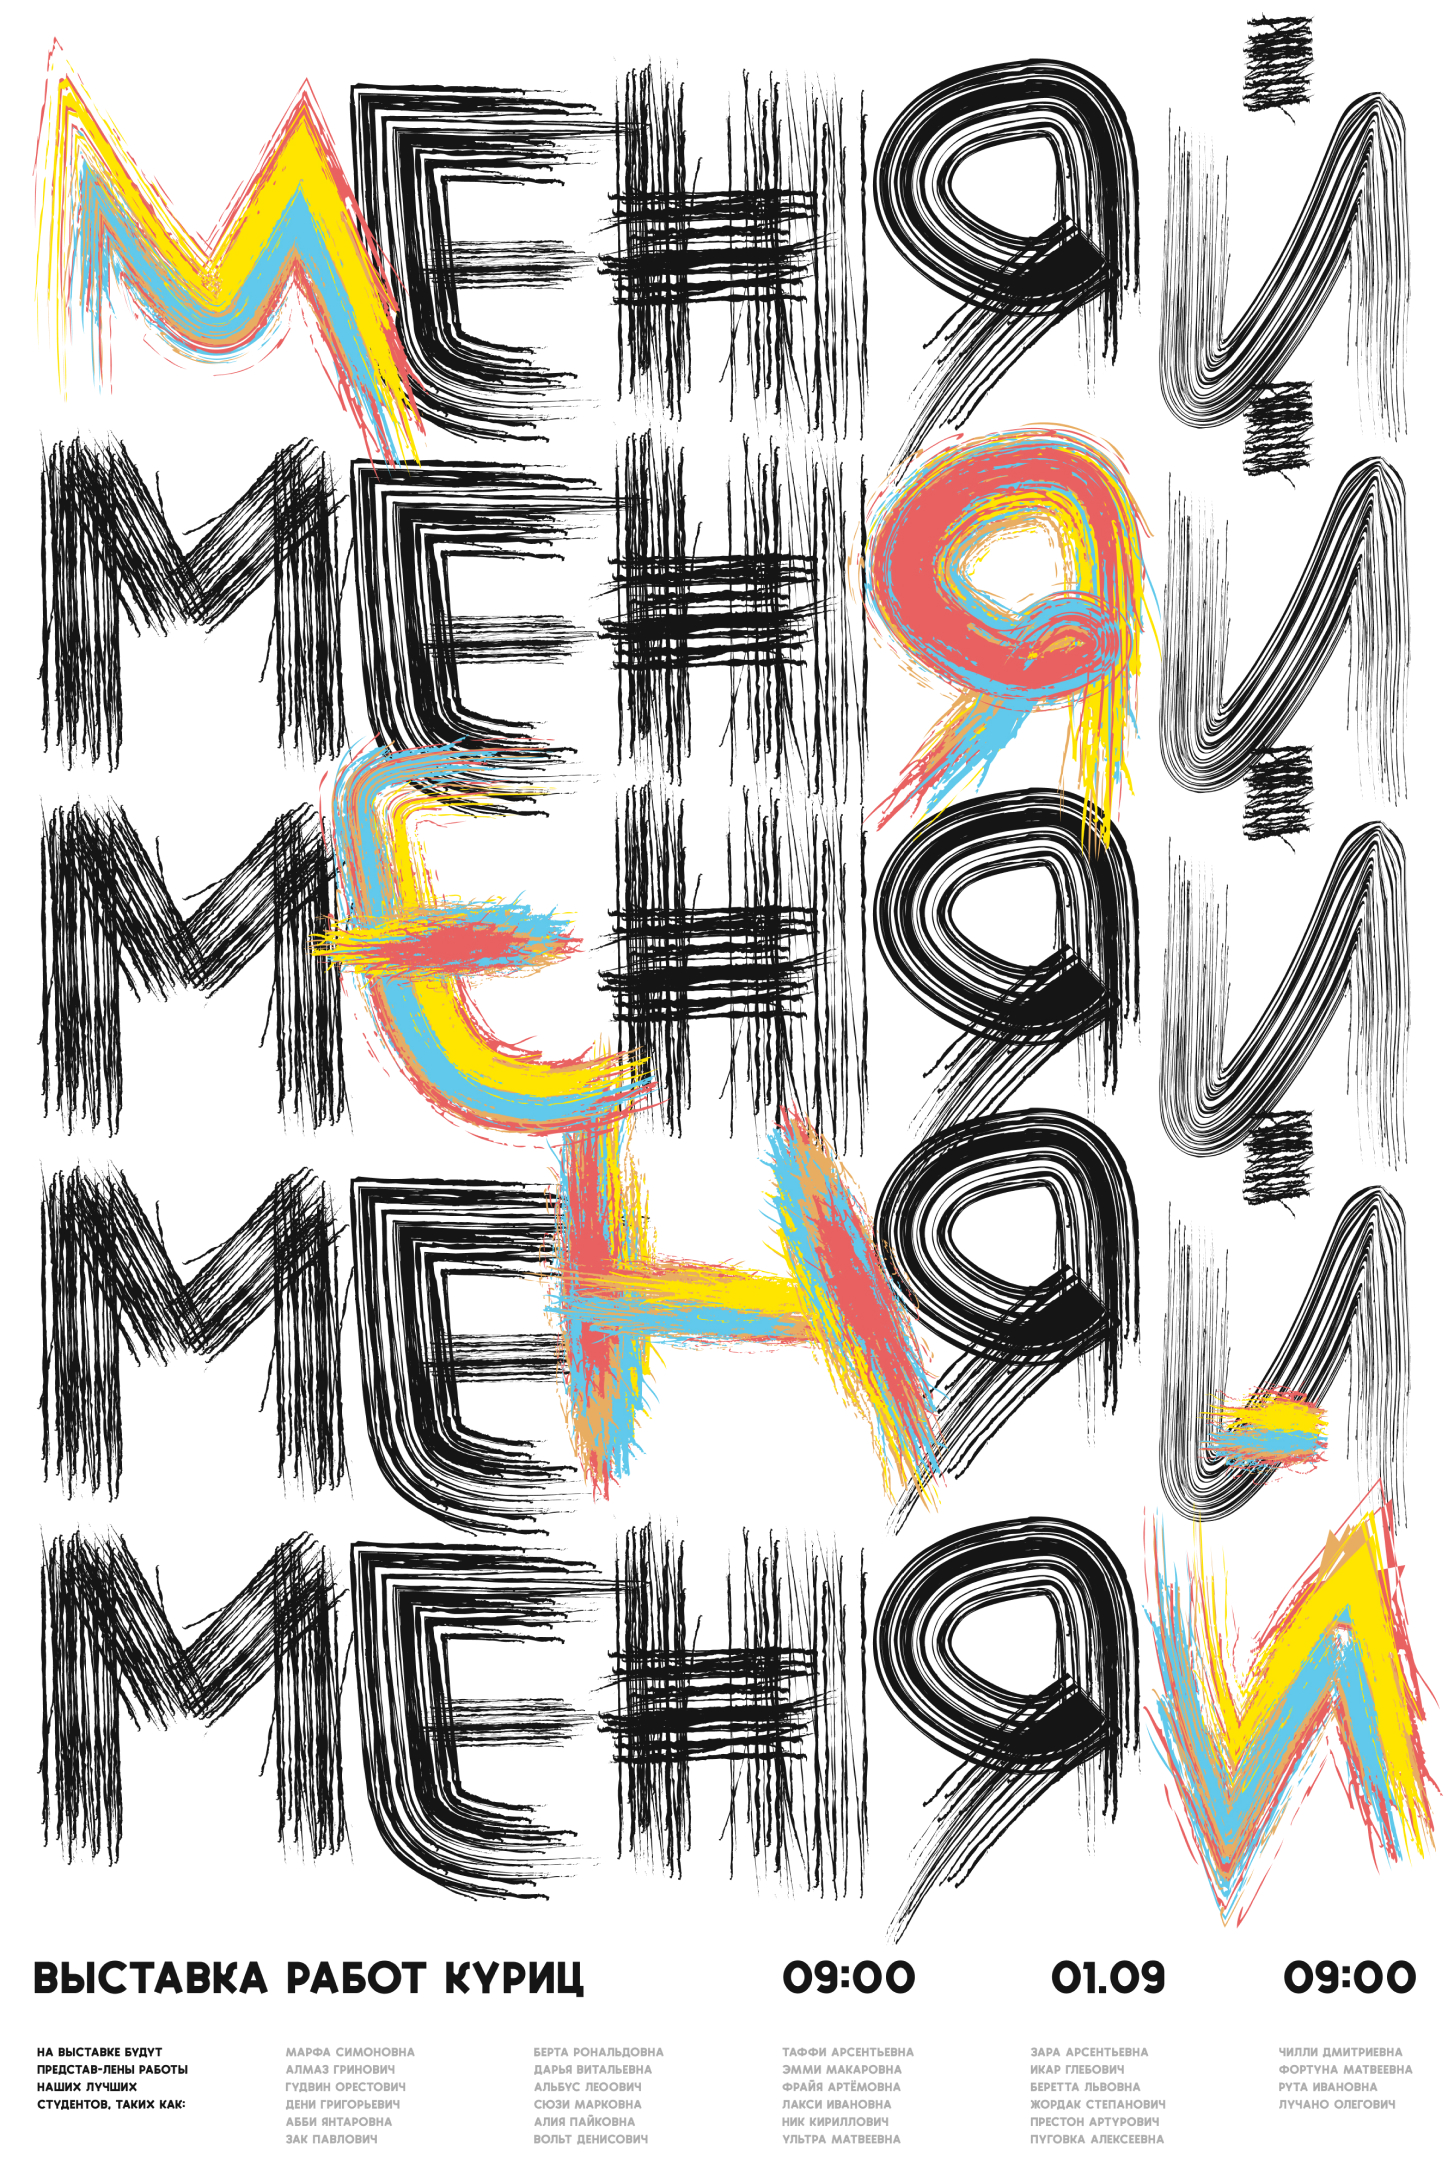 МЕНЯЙ
МЕНЯЙ
МЕНЯЙ
МЕНЯЙ
МЕНЯЙ
ВЫСТАВКА РАБОТ КУРИЦ 09:00 01.09 09:00
НА ВЫСТАВКЕ БУДУТ
ПРЕДСТАВ-ЛЕНЫ РАБОТЫ
НАШИХ ЛУЧШИХ
СТУДЕНТОВ, ТАКИХ КАК:
МАРФА СИМОНОВНА
АЛМАЗ ГРИНОВИЧ
ГУДВИН ОРЕСТОВИЧ
ДЕНИ ГРИГОРЬЕВИЧ
АББИ ЯНТАРОВНА
ЗАК ПАВЛОВИЧ
БЕРТА РОНАЛЬДОВНА
ДАРЬЯ ВИТАЛЬЕВНА
АЛЬБУС ЛЕООВИЧ
СЮЗИ МАРКОВНА
АЛИЯ ПАЙКОВНА
ВОЛЬТ ДЕНИСОВИЧ
ТАФФИ АРСЕНТЬЕВНА
ЭММИ МАКАРОВНА
ФРАЙЯ АРТЁМОВНА
ЛАКСИ ИВАНОВНА
НИК КИРИЛЛОВИЧ
УЛЬТРА МАТВЕЕВНА
ЗАРА АРСЕНТЬЕВНА
ИКАР ГЛЕБОВИЧ
БЕРЕТТА ЛЬВОВНА
ЖОРДАК СТЕПАНОВИЧ
ПРЕСТОН АРТУРОВИЧ
ПУГОВКА АЛЕКСЕЕВНА
ЧИЛЛИ ДМИТРИЕВНА
ФОРТУНА МАТВЕЕВНА
РУТА ИВАНОВНА
ЛУЧАНО ОЛЕГОВИЧ